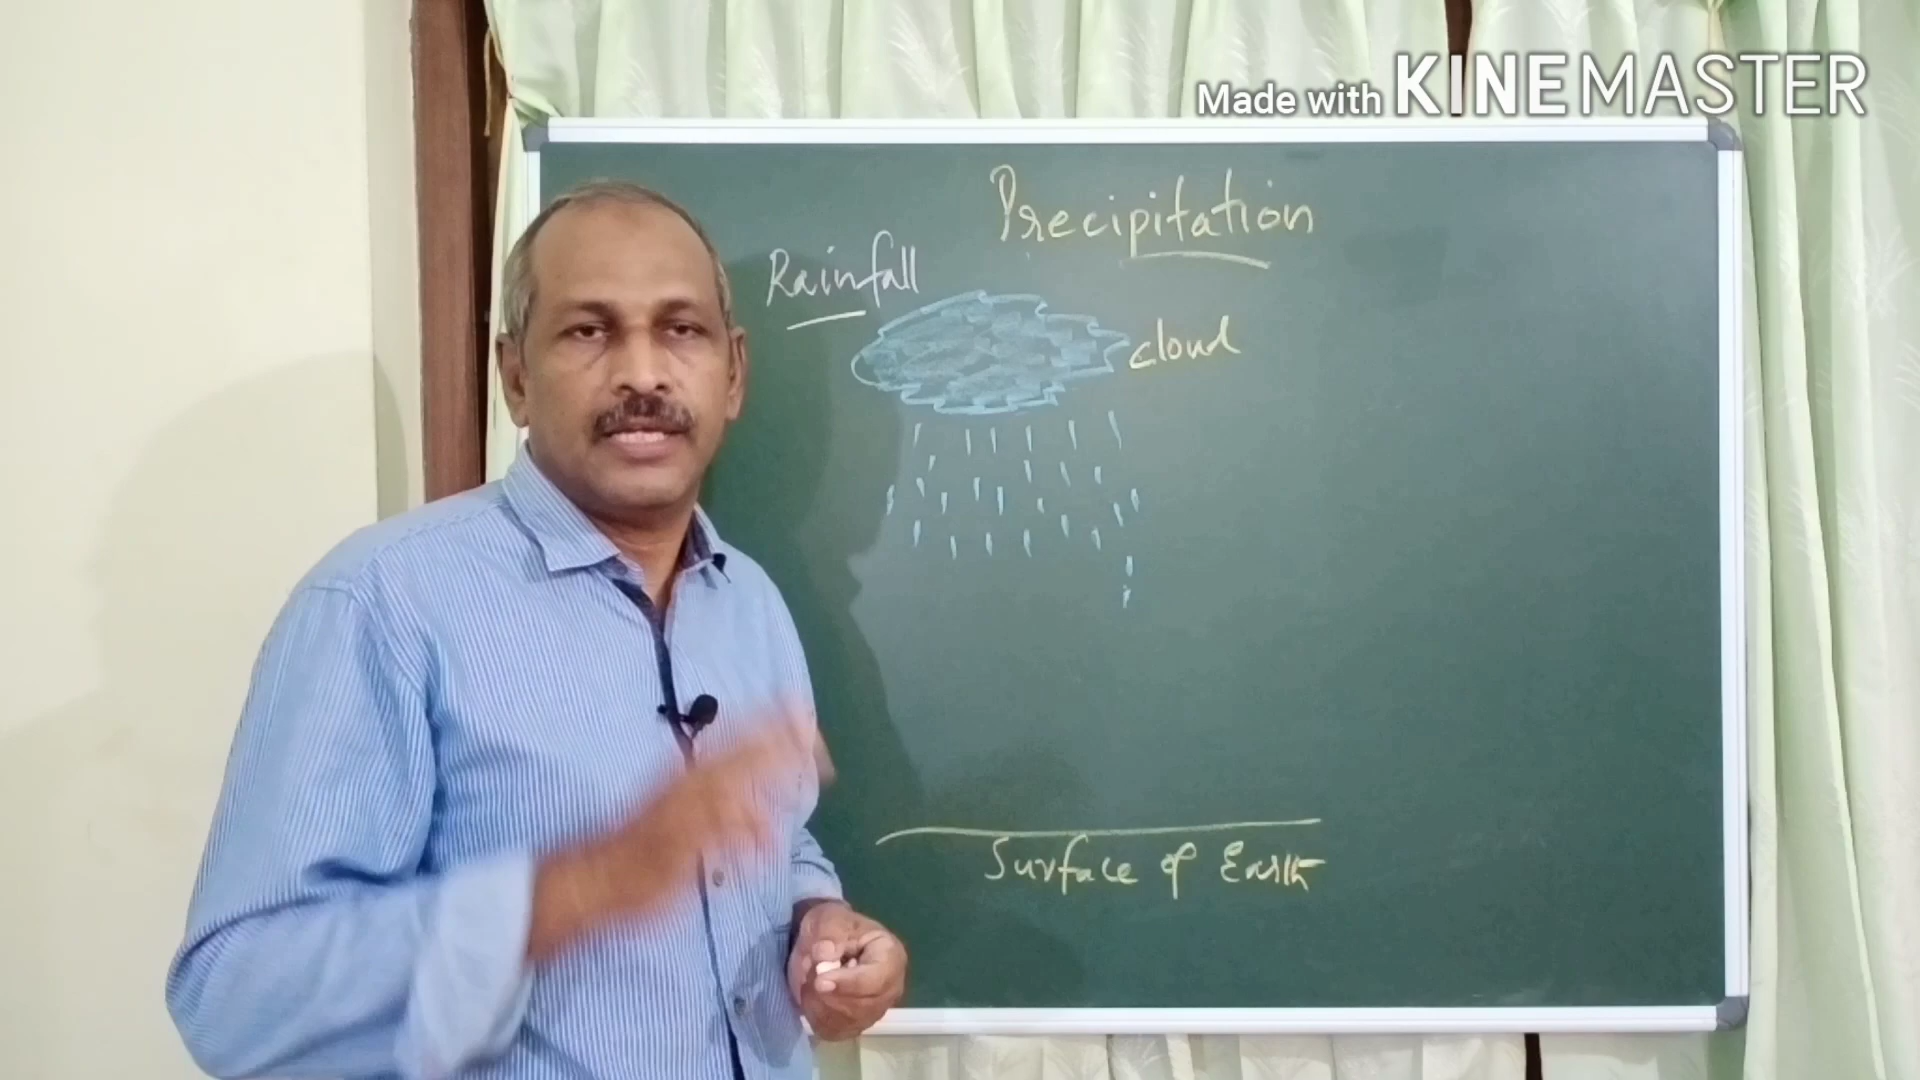 Made with KINEMASTER
Precipitation
Rainfall
cloud
Surface of Earth